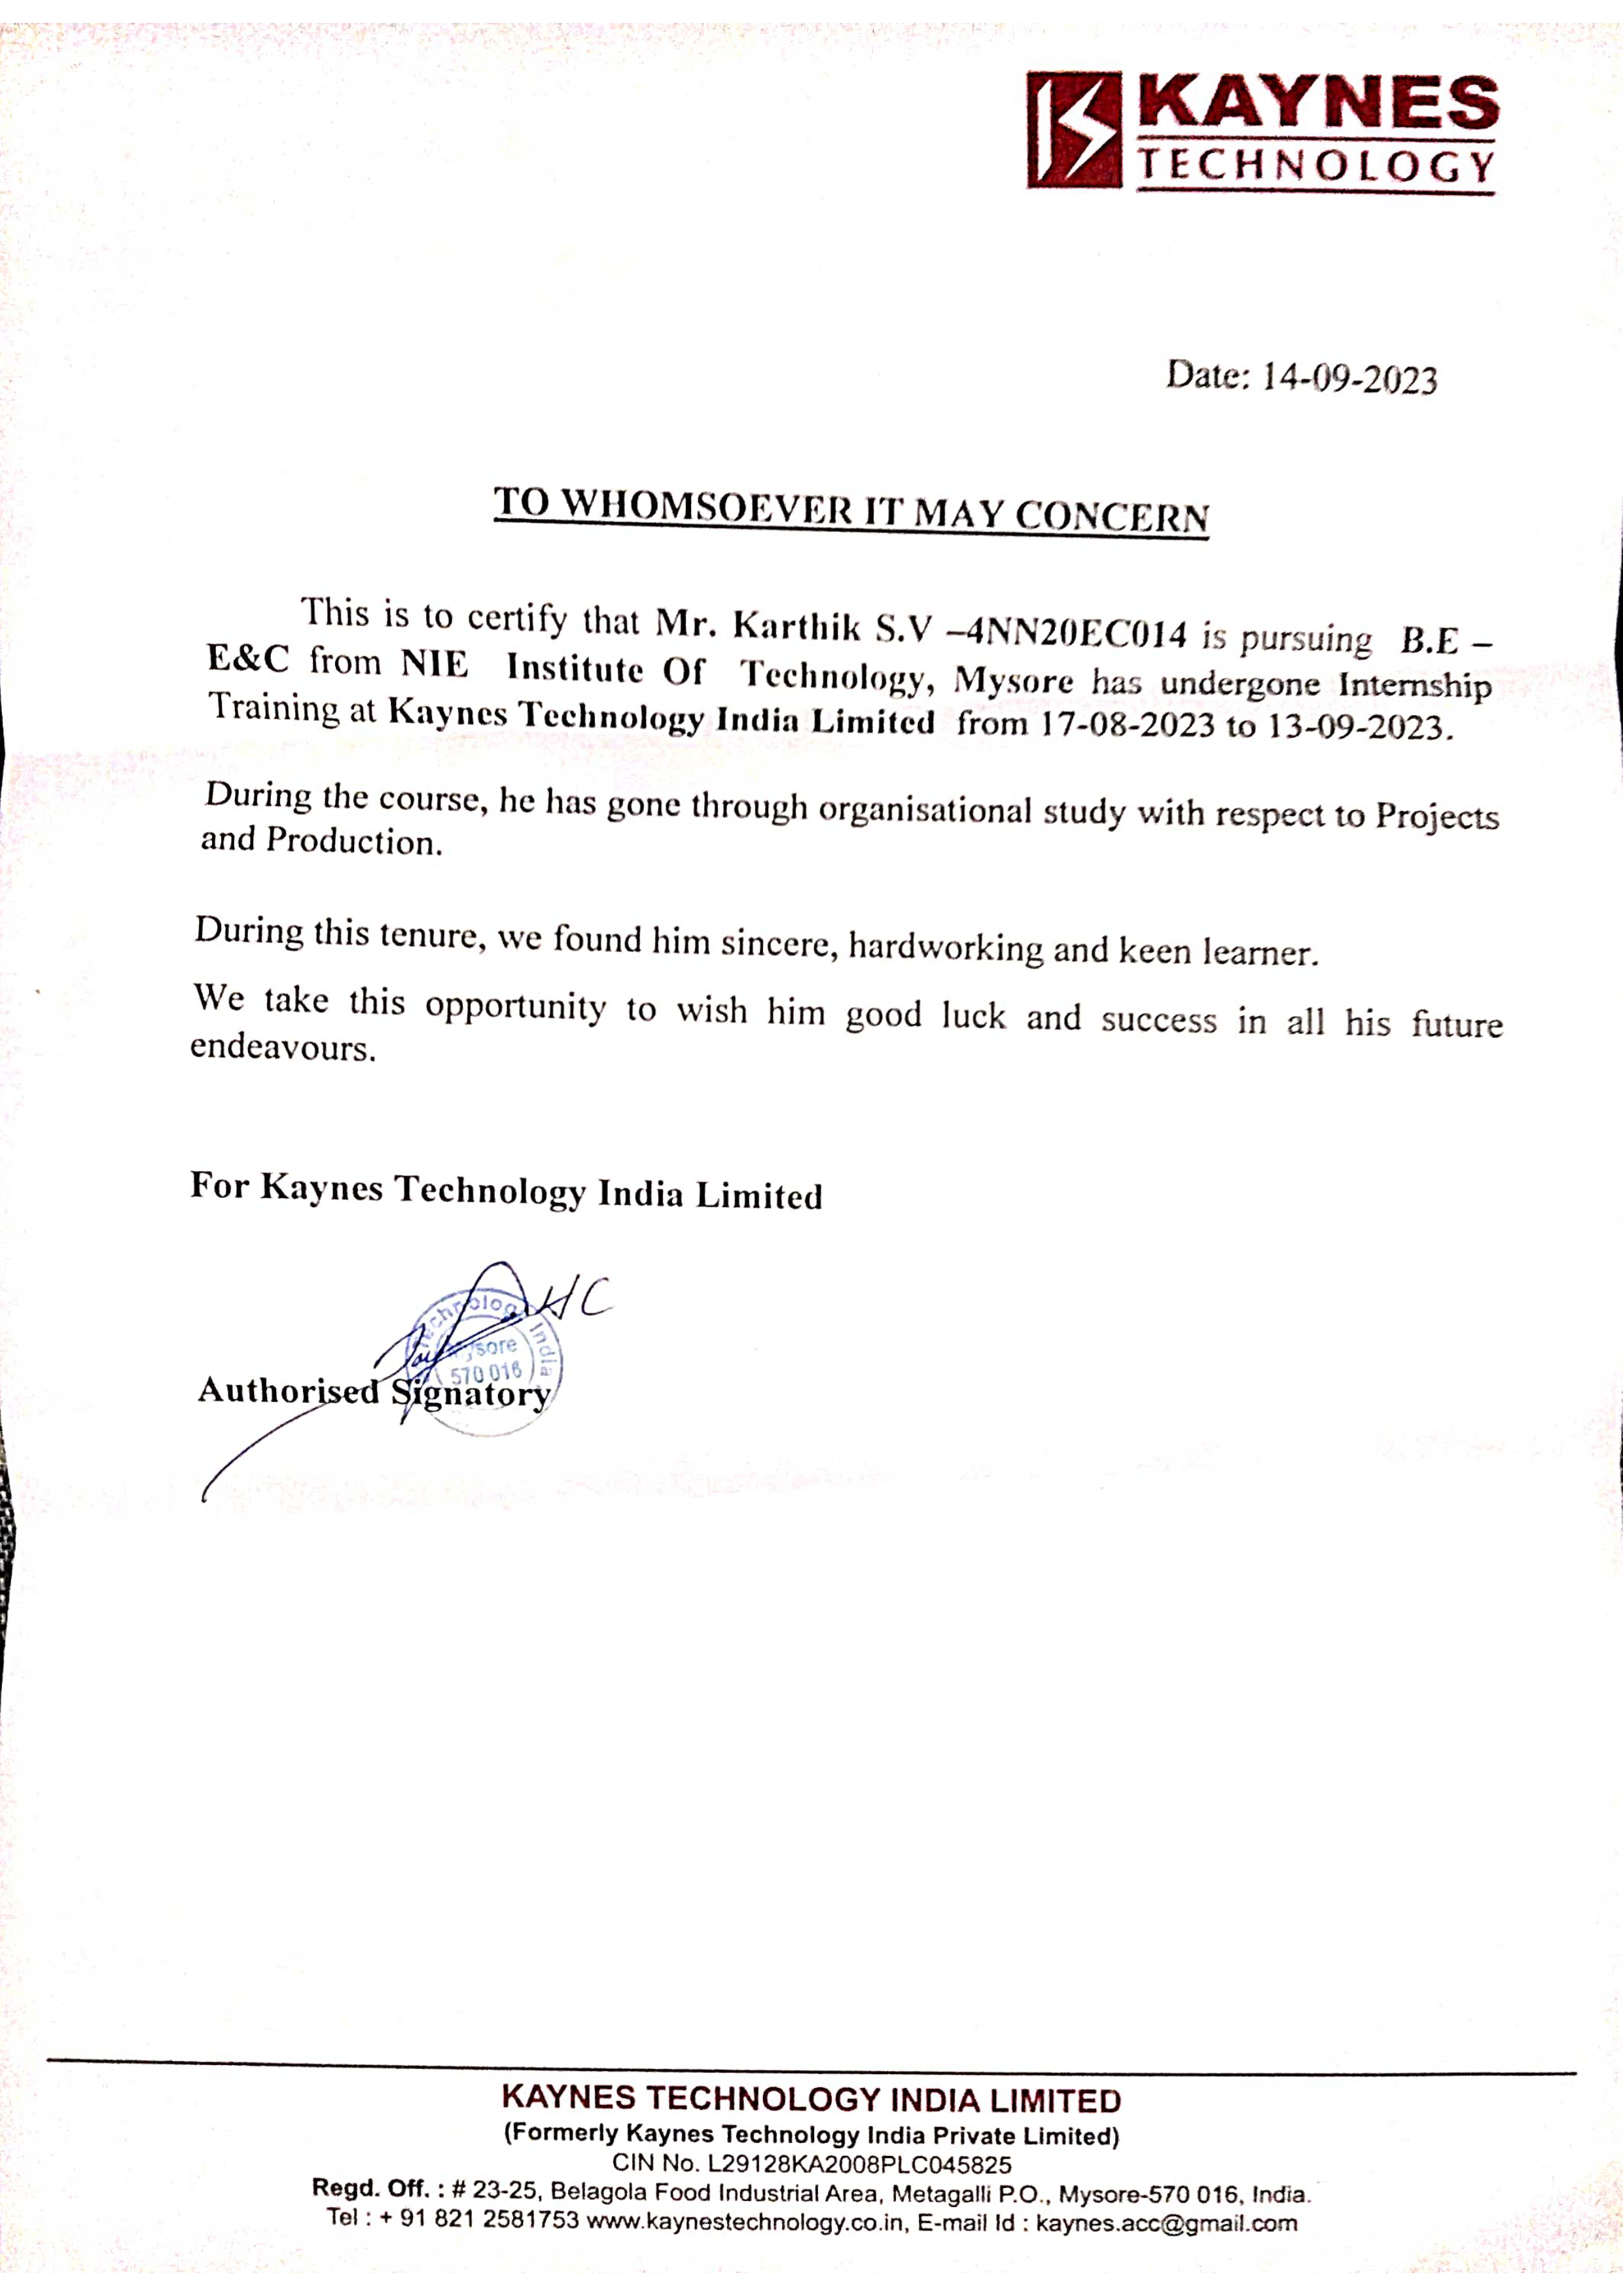 KAYNES
TECHNOLOGY
Date: 14-09-2023
TO WHOMSOEVER IT MAY CONCERN
This is to certify that Mr. Karthik S.V –4NN20EC014 is pursuing B.E –
E&C from NIE Institute Of Technology, Mysore has undergone Internship
Training at Kaynes Technology India Limited from 17-08-2023 to 13-09-2023.
During the course, he has gone through organisational study with respect to Projects
and Production.
During this tenure, we found him sincere, hardworking and keen learner.
We take this opportunity to wish him good luck and success in all his future
endeavours.
For Kaynes Technology India Limited
HC
India
570 016
Authorised Signatory
KAYNES TECHNOLOGY INDIA LIMITED
(Formerly Kaynes Technology India Private Limited)
CIN No. L29128KA2008PLC045825
Regd. Off. : # 23-25, Belagola Food Industrial Area, Metagalli P.O., Mysore-570 016, India.
Tel : + 91 821 2581753 www.kaynestechnology.co.in, E-mail Id : kaynes.acc@gmail.com